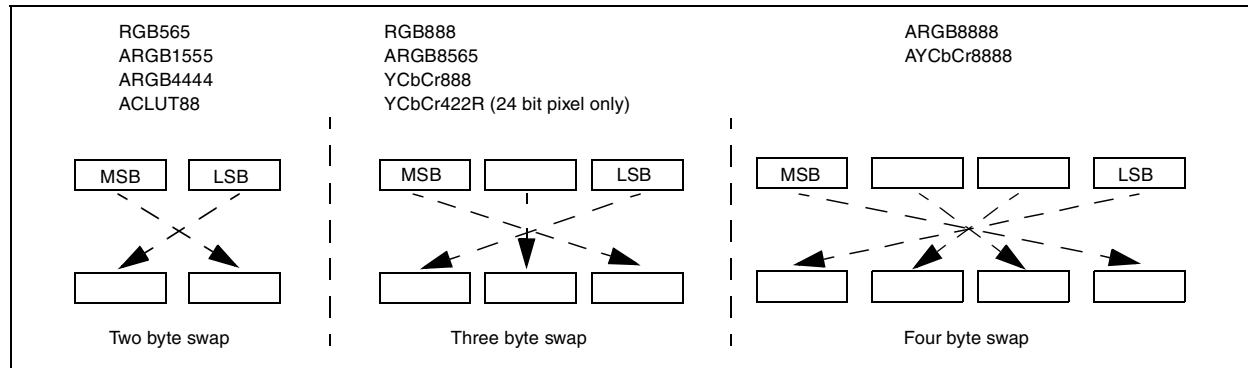 RGB565
ARGB1555
ARGB4444
ACLUT88
RGB888
ARGB8565
YCbCr888
YCbCr422R (24 bit pixel only)
ARGB8888
AYCbCr8888
MSB LSB
MSB LSB
MSB LSB
Two byte swap
Three byte swap
Four byte swap